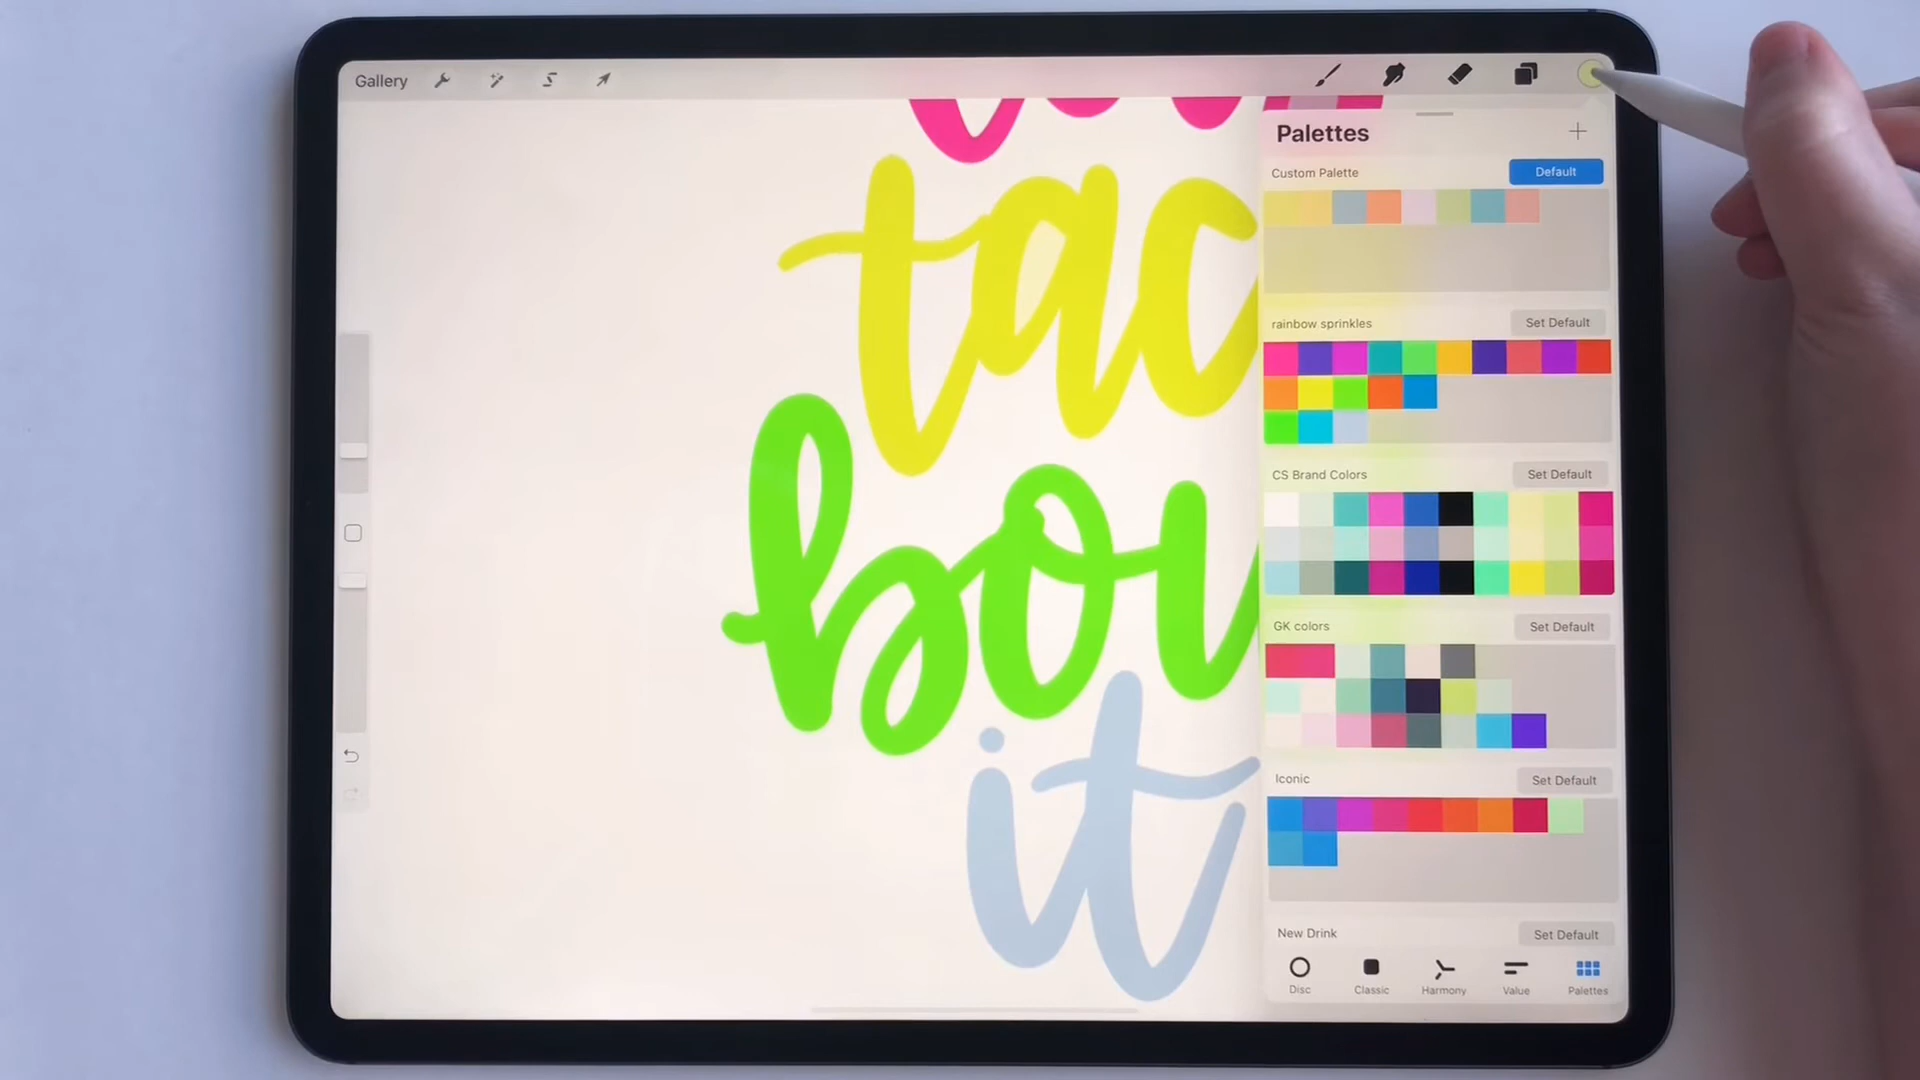 Gallery
Palettes
Custom Palette
Default
rainbow sprinkles
Set Default
CS Brand Colors
Set Default
GK colors
Set Default
Iconic
Set Default
New Drink
Set Default
Disc
Classic
Harmony
Value
Palettes
tac
bou
it